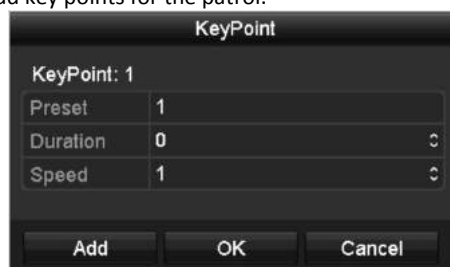 key points for the patrol.
KeyPoint
KeyPoint: 1
Preset 1
Duration 0
Speed 1
Add OK Cancel